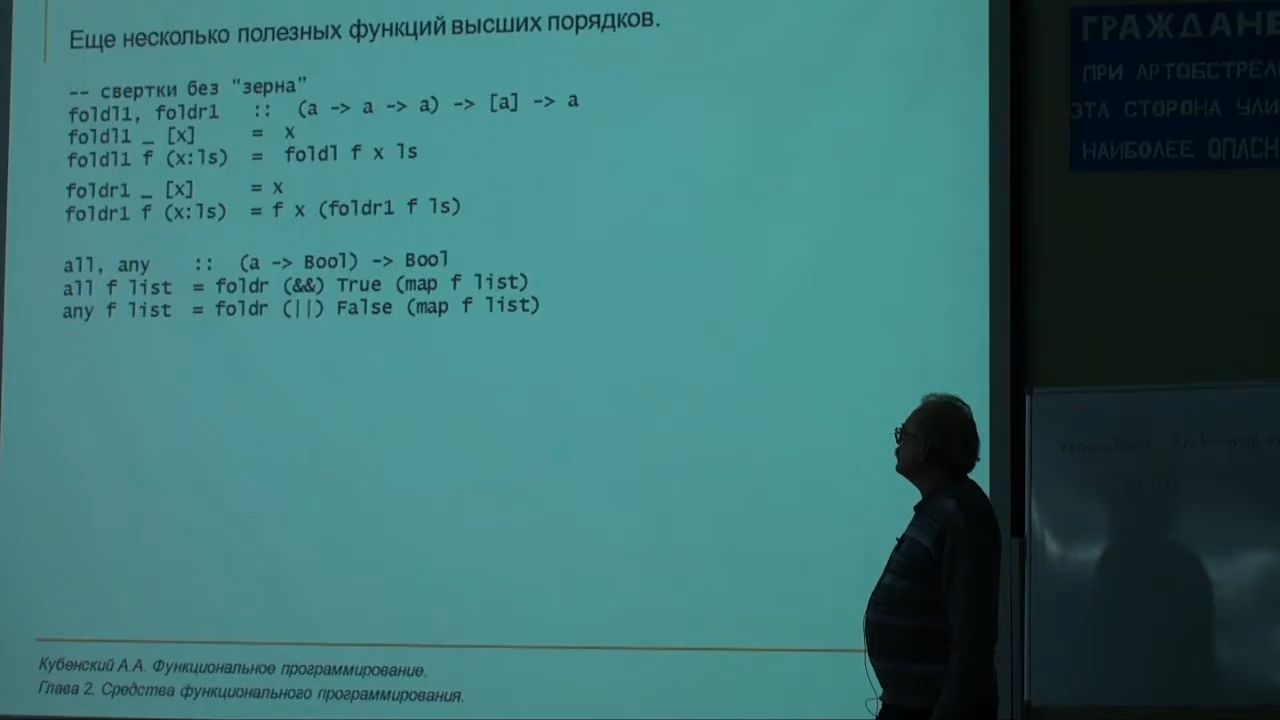 Еще несколько полезных функций высших порядков.
-- свертки без "зерна"
foldl1, foldr1 :: (a -> a -> a) -> [a] -> a
foldl1 _ [x] = x
foldl1 f (x:ls) = foldl f x ls
foldr1 _ [x] = x
foldr1 f (x:ls) = f x (foldr1 f ls)
all, any :: (a -> Bool) -> Bool
all f list = foldr (&&) True (map f list)
any f list = foldr (||) False (map f list)
Кубенский А.А. Функциональное программирование.
Глава 2. Средства функционального программирования.
ГРАЖДАНЕ
ПРИ АРТОБСТРЕЛ
ЭТА СТОРОНА УЛИ
НАИБОЛЕЕ ОПАСН